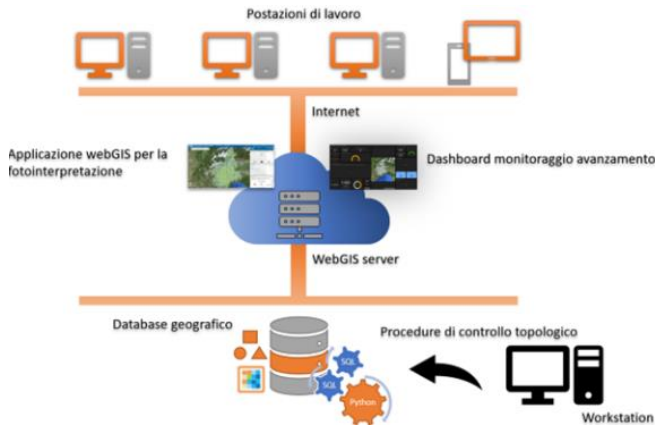 Postazioni di lavoro
Internet
Applicazione webGIS per la
fotointerpretazione
Dashboard monitoraggio avanzamento
WebGIS server
Database geografico
Procedure di controllo topologico
SQL
SQL
Python
Workstation